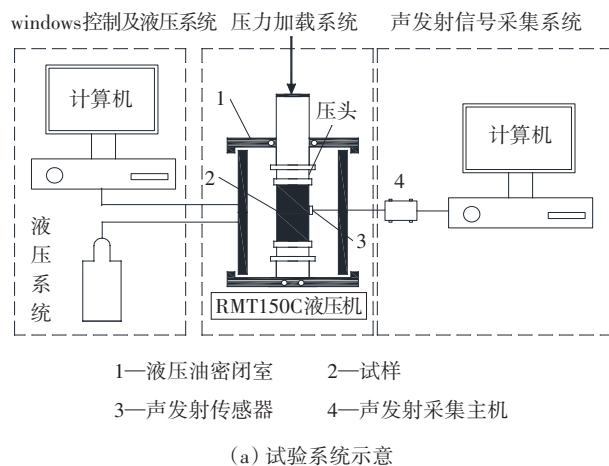 windows控制及液压系统 压力加载系统 声发射信号采集系统
计算机
1
压头
计算机
2
4
3
液压系统
RMT150C液压机
1—液压油密闭室 2—试样
3—声发射传感器 4—声发射采集主机
(a) 试验系统示意